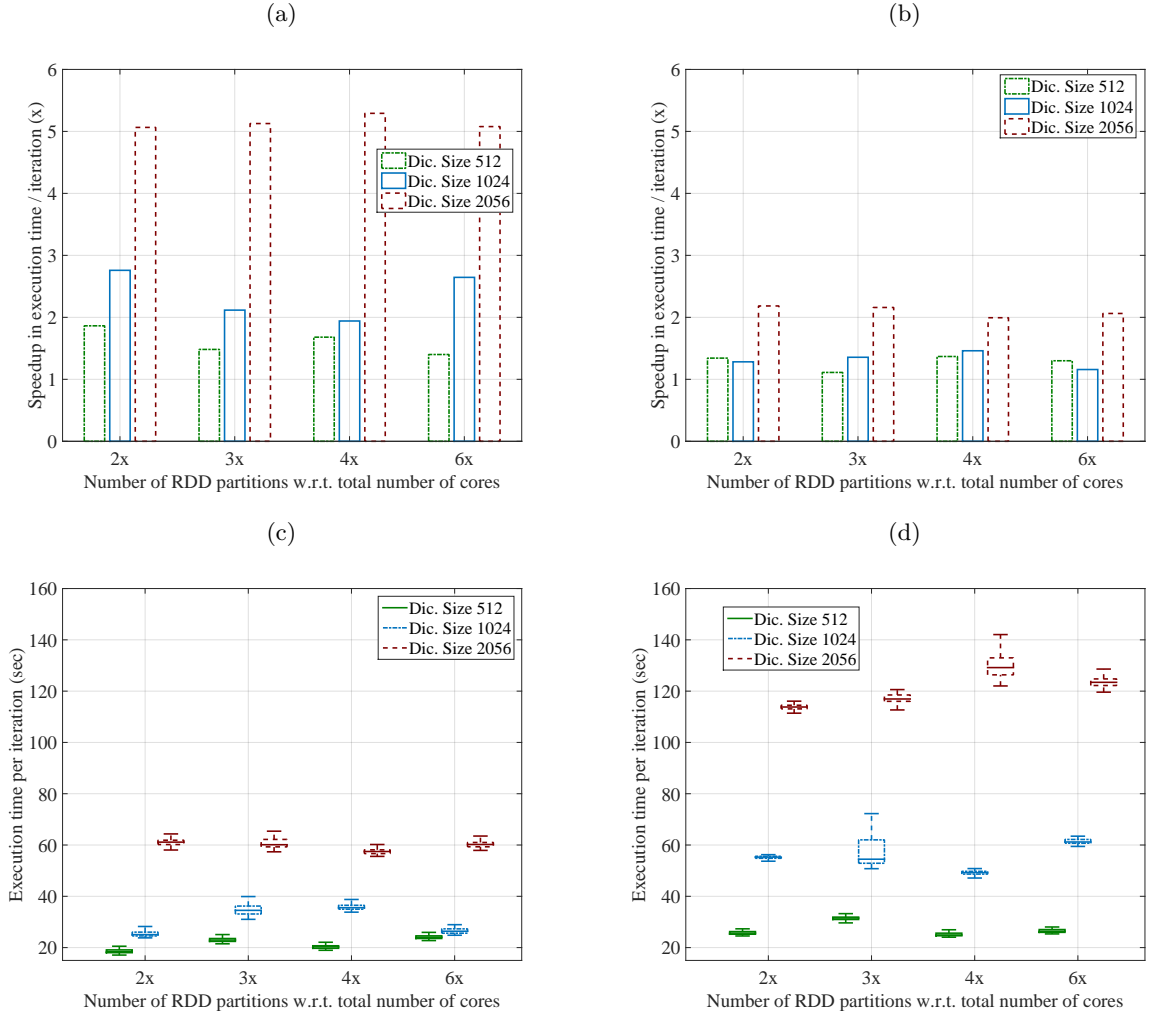 (a)
6
5
4
3
2
1
0
Speedup in execution time / iteration (x)
Dic. Size 512
Dic. Size 1024
Dic. Size 2056
2x 3x 4x 6x
Number of RDD partitions w.r.t. total number of cores
(b)
6
5
4
3
2
1
0
Speedup in execution time / iteration (x)
Dic. Size 512
Dic. Size 1024
Dic. Size 2056
2x 3x 4x 6x
Number of RDD partitions w.r.t. total number of cores
(c)
160
140
120
100
80
60
40
20
Execution time per iteration (sec)
Dic. Size 512
Dic. Size 1024
Dic. Size 2056
2x 3x 4x 6x
Number of RDD partitions w.r.t. total number of cores
(d)
160
140
120
100
80
60
40
20
Execution time per iteration (sec)
Dic. Size 512
Dic. Size 1024
Dic. Size 2056
2x 3x 4x 6x
Number of RDD partitions w.r.t. total number of cores